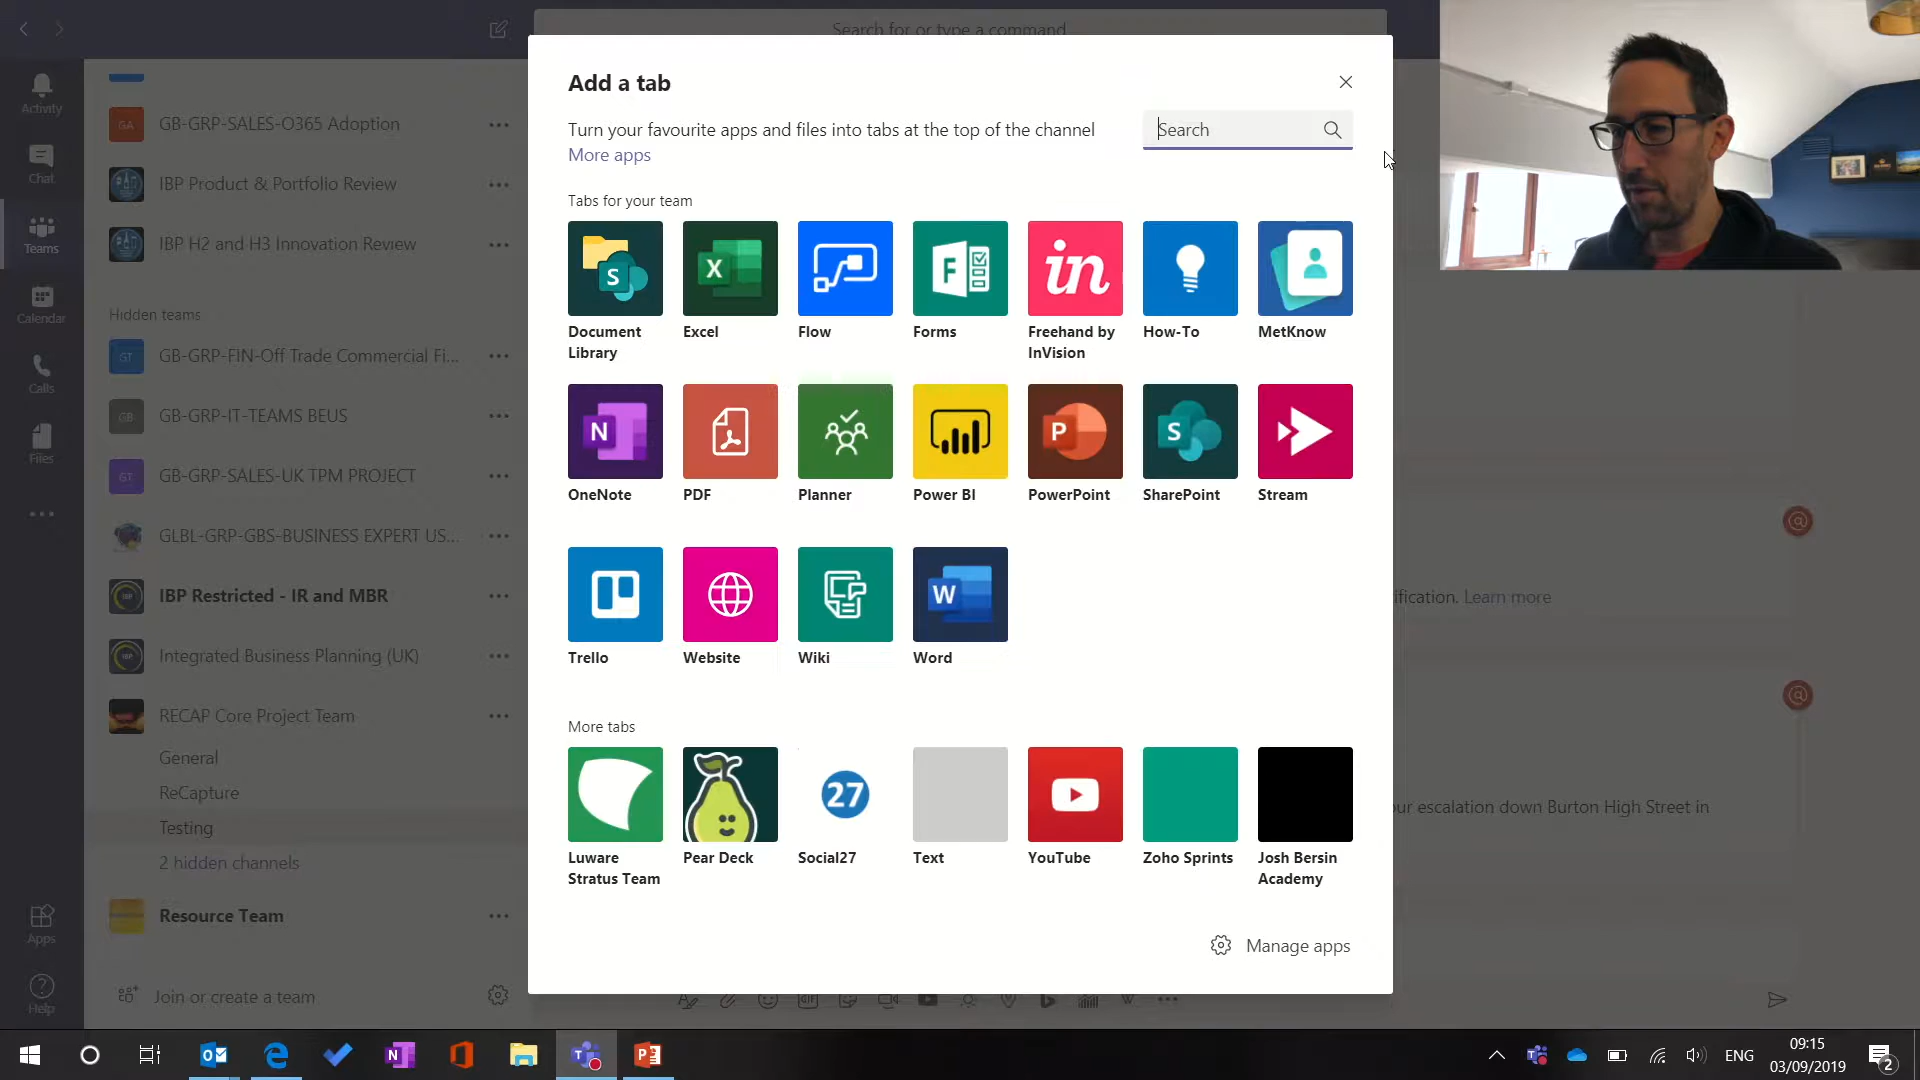 Search for or type a command
Activity
Chat
Teams
Calendar
Calls
Files
Apps
Help
GA
GB-GRP-SALES-O365 Adoption
IBP Product & Portfolio Review
IBP H2 and H3 Innovation Review
Hidden teams
GT
GB-GRP-FIN-Off Trade Commercial Fi...
GB
GB-GRP-IT-TEAMS BEUS
GT
GB-GRP-SALES-UK TPM PROJECT
GLBL-GRP-GBS-BUSINESS EXPERT US...
IBP Restricted - IR and MBR
Integrated Business Planning (UK)
RECAP Core Project Team
General
ReCapture
Testing
2 hidden channels
Resource Team
Join or create a team
Add a tab
Turn your favourite apps and files into tabs at the top of the channel
More apps
Search
Tabs for your team
Document Library
Excel
Flow
Forms
Freehand by InVision
How-To
MetKnow
OneNote
PDF
Planner
Power BI
PowerPoint
SharePoint
Stream
Trello
Website
Wiki
Word
More tabs
27
Luware Stratus Team
Pear Deck
Social27
Text
YouTube
Zoho Sprints
Josh Bersin Academy
Manage apps
ification. Learn more
ur escalation down Burton High Street in
ENG
09:15
03/09/2019
2